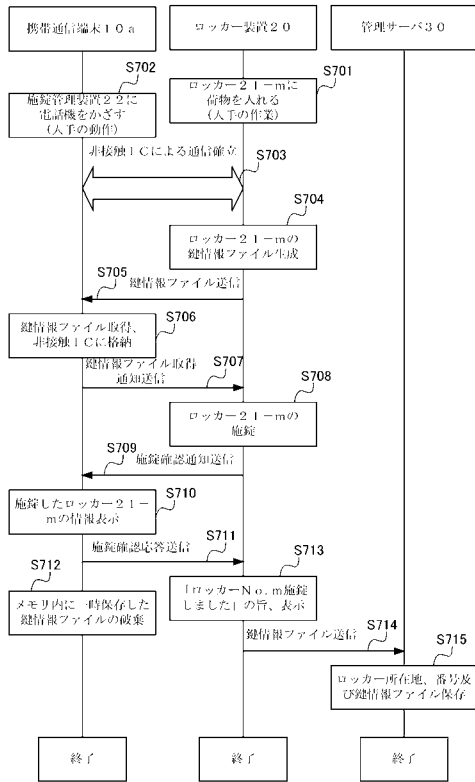 携帯通信端末１０ａ
ロッカー装置２０
管理サーバ３０
S702
施錠管理装置２２に
電話機をかざす
（人手の動作）
S701
ロッカー２１－ｍに
荷物を入れる
（人手の作業）
非接触ＩＣによる通信確立
S703
S704
ロッカー２１－ｍの
鍵情報ファイル生成
S705
鍵情報ファイル送信
S706
鍵情報ファイル取得、
非接触ＩＣに格納
鍵情報ファイル取得
通知送信
S707
S708
ロッカー２１－ｍの
施錠
S709
施錠確認通知送信
S710
施錠したロッカー２１－
ｍの情報表示
S711
施錠確認応答送信
S712
メモリ内に一時保存した
鍵情報ファイルの破棄
S713
「ロッカーＮｏ．ｍ施錠
しました」の旨、表示
鍵情報ファイル送信
S714
S715
ロッカー所在地、番号及
び鍵情報ファイル保存
終了
終了
終了